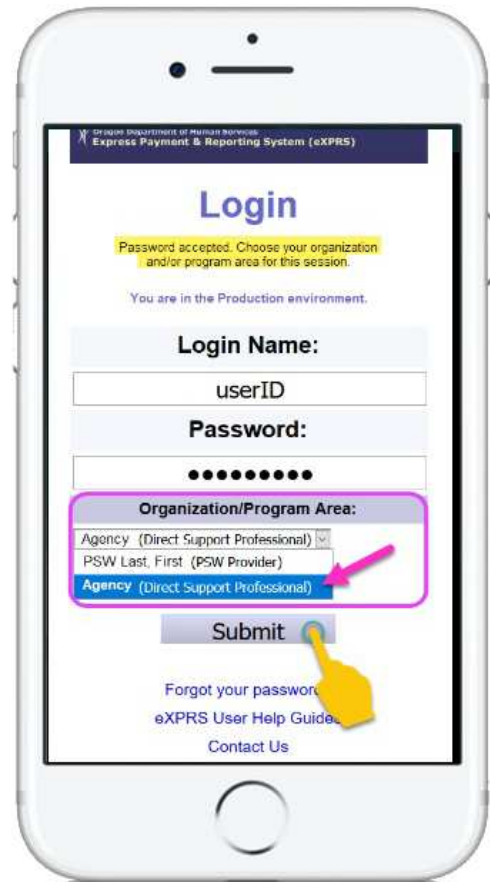 Oregon Department of Human Services
Express Payment & Reporting System (eXPRS)
Login
Password accepted. Choose your organization
and/or program area for this session.
You are in the Production environment.
Login Name:
userID
Password:
Organization/Program Area:
Agency (Direct Support Professional)
PSW Last, First (PSW Provider)
Agency (Direct Support Professional)
Submit
Forgot your password
eXPRS User Help Guides
Contact Us